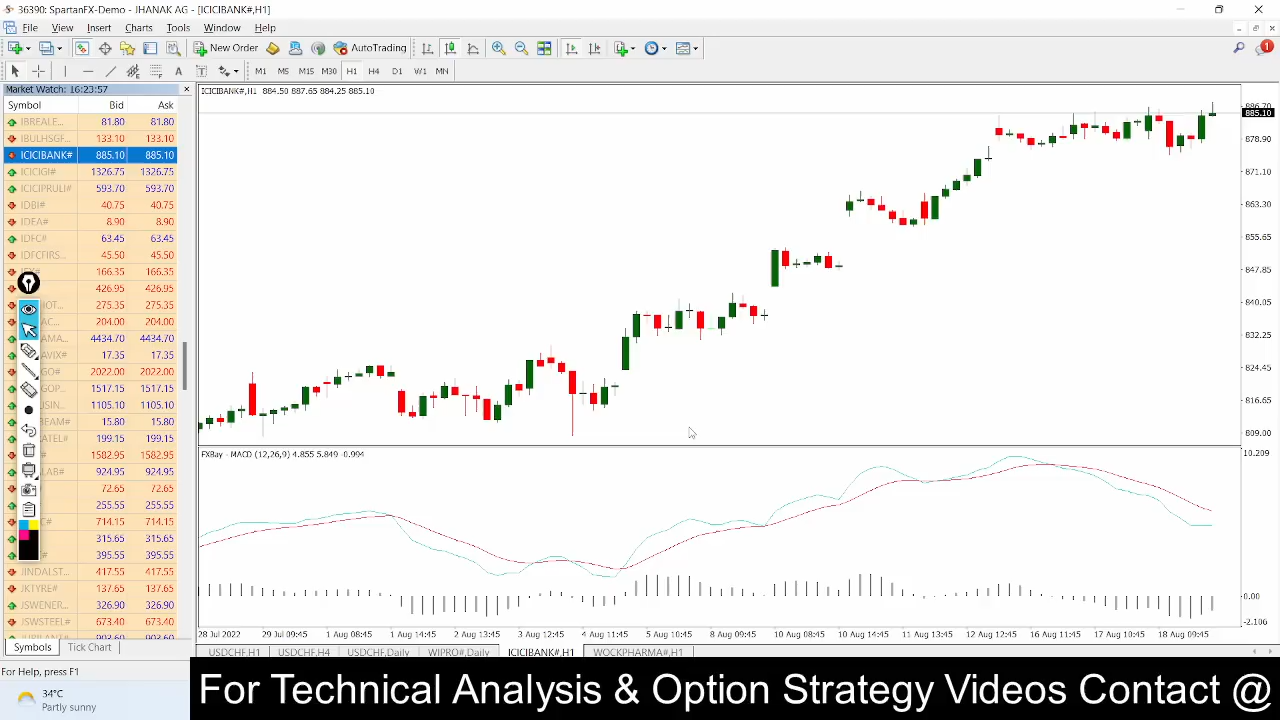 36390: SpartanFX-Demo - JHANAK AG - [ICICIBANK#,H1]
File View Insert Charts Tools Window Help
New Order AutoTrading 1
A T M1 M5 M15 M30 H1 H4 D1 W1 MN
Market Watch: 16:23:57
Symbol Bid Ask
IBREALE... 81.80 81.80
IBULHSGF... 133.10 133.10
ICICIBANK# 885.10 885.10
ICICIGI# 1326.75 1326.75
ICICIPRULI# 593.70 593.70
IDBI# 40.75 40.75
IDEA# 8.90 8.90
IDFC# 63.45 63.45
IDFCFIRS... 45.50 45.50
166.35 166.35
426.95 426.95
275.35 275.35
204.00 204.00
4434.70 4434.70
17.35 17.35
2022.00 2022.00
1517.15 1517.15
1105.10 1105.10
15.80 15.80
199.15 199.15
1582.95 1582.95
924.95 924.95
72.65 72.65
255.55 255.55
714.15 714.15
315.65 315.65
395.55 395.55
JINDALST... 417.55 417.55
JKTYRE# 137.65 137.65
JSWENER... 326.90 326.90
JSWSTEEL# 673.40 673.40
Symbols Tick Chart
ICICIBANK#,H1 884.50 887.65 884.25 885.10
886.70
885.10
878.90
871.10
863.30
855.65
847.85
840.05
832.25
824.45
816.65
809.00
FXBay - MACD (12,26,9) 4.855 5.849 -0.994
10.209
0.00
-2.106
28 Jul 2022 29 Jul 09:45 1 Aug 08:45 1 Aug 14:45 2 Aug 13:45 3 Aug 12:45 4 Aug 11:45 5 Aug 10:45 8 Aug 09:45 10 Aug 08:45 10 Aug 14:45 11 Aug 13:45 12 Aug 12:45 16 Aug 11:45 17 Aug 10:45 18 Aug 09:45
USDCHF,H1 USDCHF,H4 USDCHF,Daily WIPRO#,Daily ICICIBANK#,H1 WOCKPHARMA#,H1
For Help, press F1
34°C
Partly sunny
For Technical Analysis & Option Strategy Videos Contact @